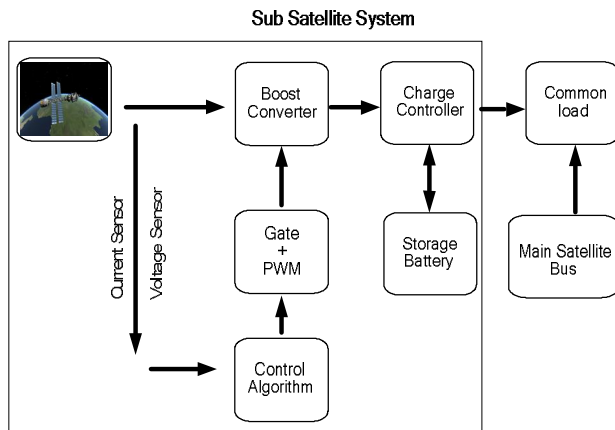 Sub Satellite System
Boost
Converter
Charge
Controller
Common
load
Current Sensor
Voltage Sensor
Gate
+
PWM
Storage
Battery
Main Satellite
Bus
Control
Algorithm